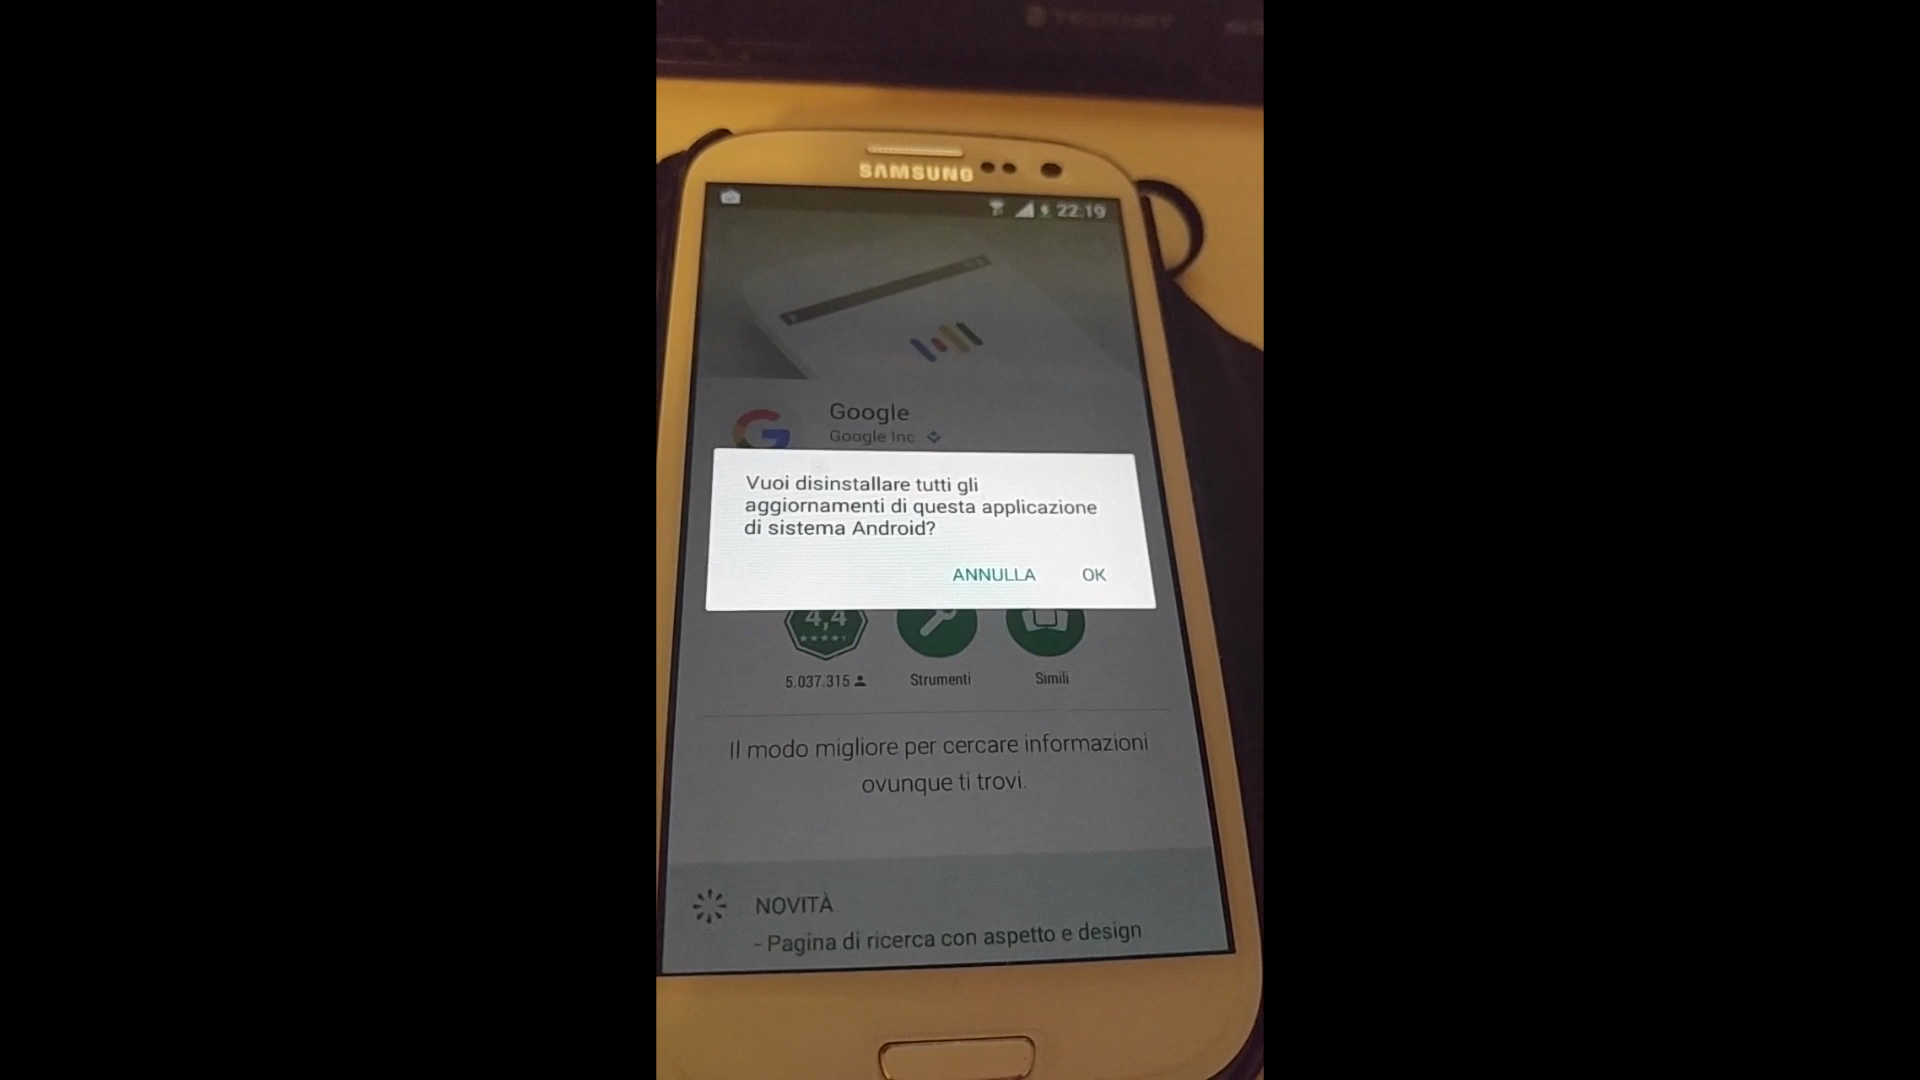 SAMSUNG
22:19
Google
Google Inc.
Vuoi disinstallare tutti gli
aggiornamenti di questa applicazione
di sistema Android?
ANNULLA OK
4,4
5.037.315 Strumenti Simili
Il modo migliore per cercare informazioni
ovunque ti trovi.
NOVITÀ
- Pagina di ricerca con aspetto e design